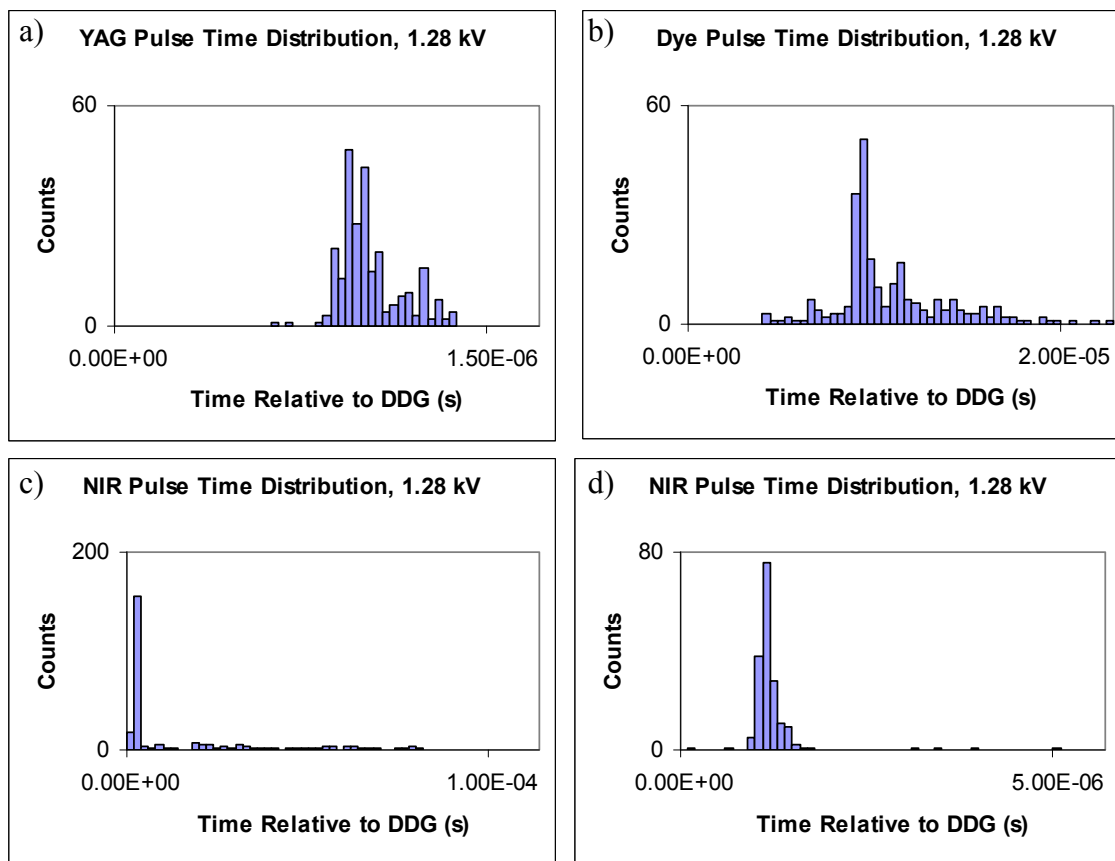 a) YAG Pulse Time Distribution, 1.28 kV
60
Counts
0
0.00E+00 1.50E-06
Time Relative to DDG (s)
b) Dye Pulse Time Distribution, 1.28 kV
60
Counts
0
0.00E+00 2.00E-05
Time Relative to DDG (s)
c) NIR Pulse Time Distribution, 1.28 kV
200
Counts
0
0.00E+00 1.00E-04
Time Relative to DDG (s)
d) NIR Pulse Time Distribution, 1.28 kV
80
Counts
0
0.00E+00 5.00E-06
Time Relative to DDG (s)